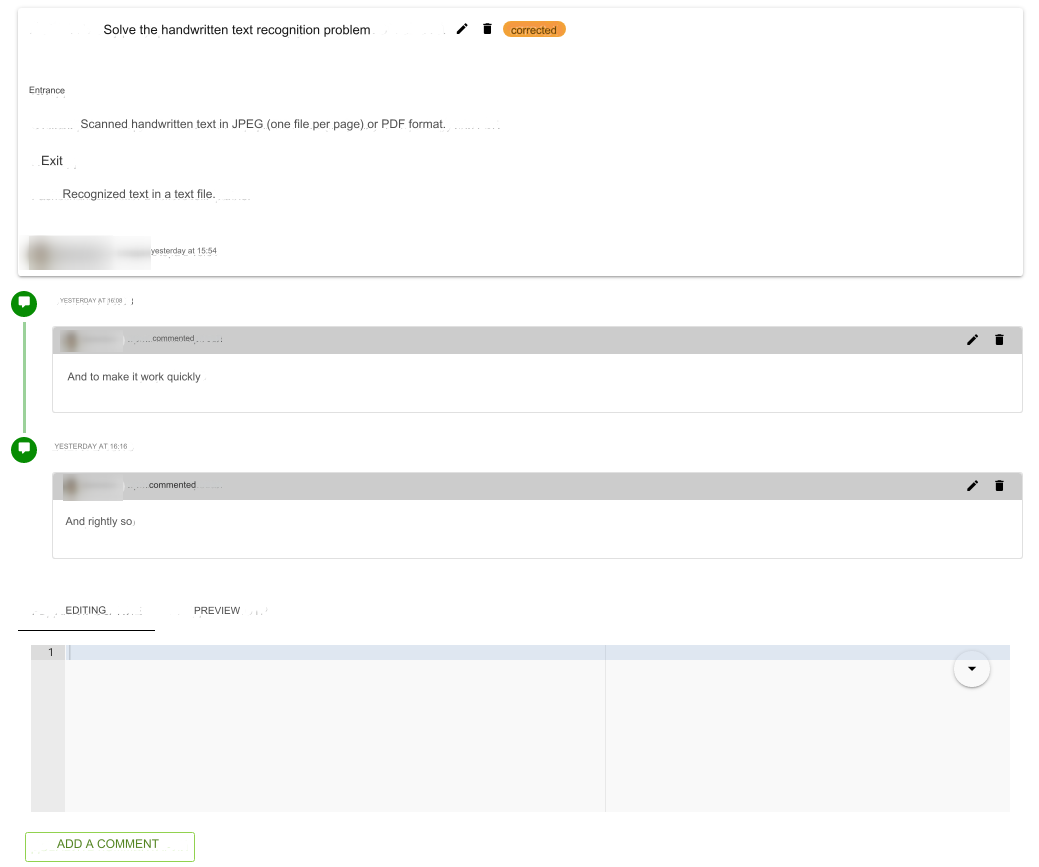 Solve the handwritten text recognition problem
corrected
Entrance
Scanned handwritten text in JPEG (one file per page) or PDF format.
Exit
Recognized text in a text file.
yesterday at 15:54
YESTERDAY AT 16:08
commented
And to make it work quickly
YESTERDAY AT 16:16
commented
And rightly so
EDITING PREVIEW
1
ADD A COMMENT